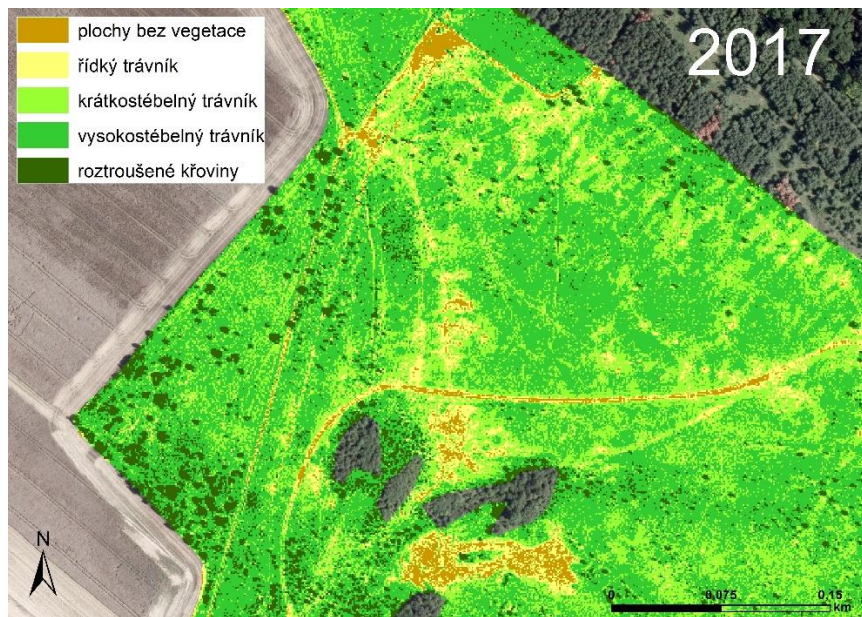 plochy bez vegetace
řídký trávník
krátkostébelný trávník
vysokostébelný trávník
roztroušené křoviny
2017
N
0 0,075 0,15
km